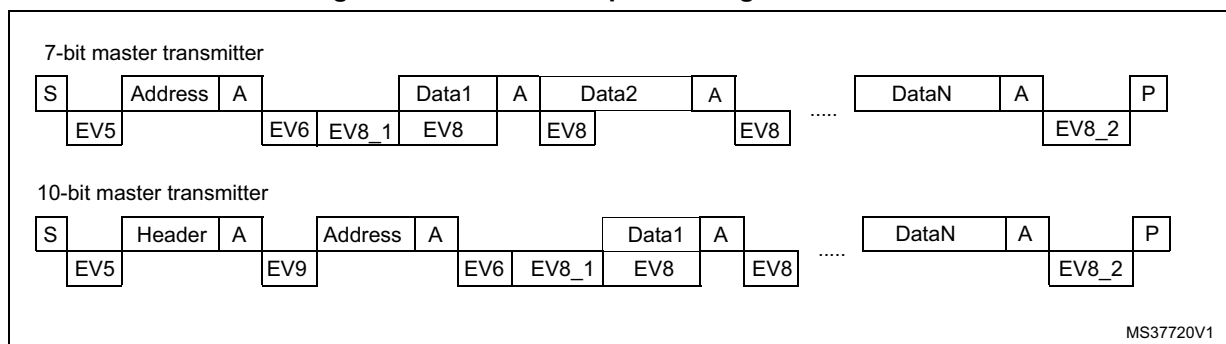 7-bit master transmitter
S Address A Data1 A Data2 A ..... DataN A P
EV5 EV6 EV8_1 EV8 EV8 EV8 EV8_2
10-bit master transmitter
S Header A Address A Data1 A ..... DataN A P
EV5 EV9 EV6 EV8_1 EV8 EV8 EV8_2
MS37720V1